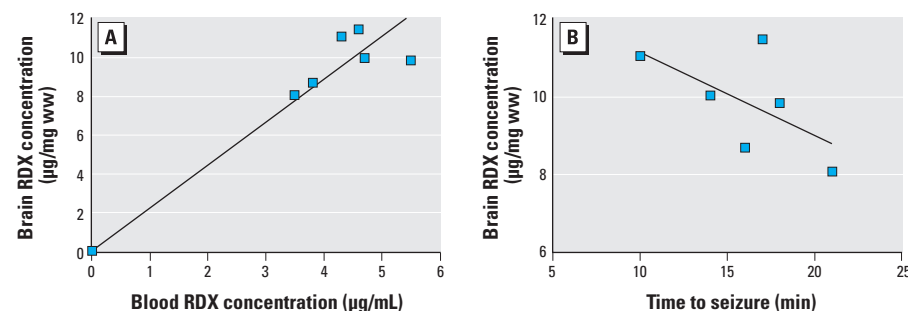 A
Brain RDX concentration
(µg/mg ww)
12
10
8
6
4
2
0
0 1 2 3 4 5 6
Blood RDX concentration (µg/mL)
B
Brain RDX concentration
(µg/mg ww)
12
10
8
6
5 10 15 20 25
Time to seizure (min)